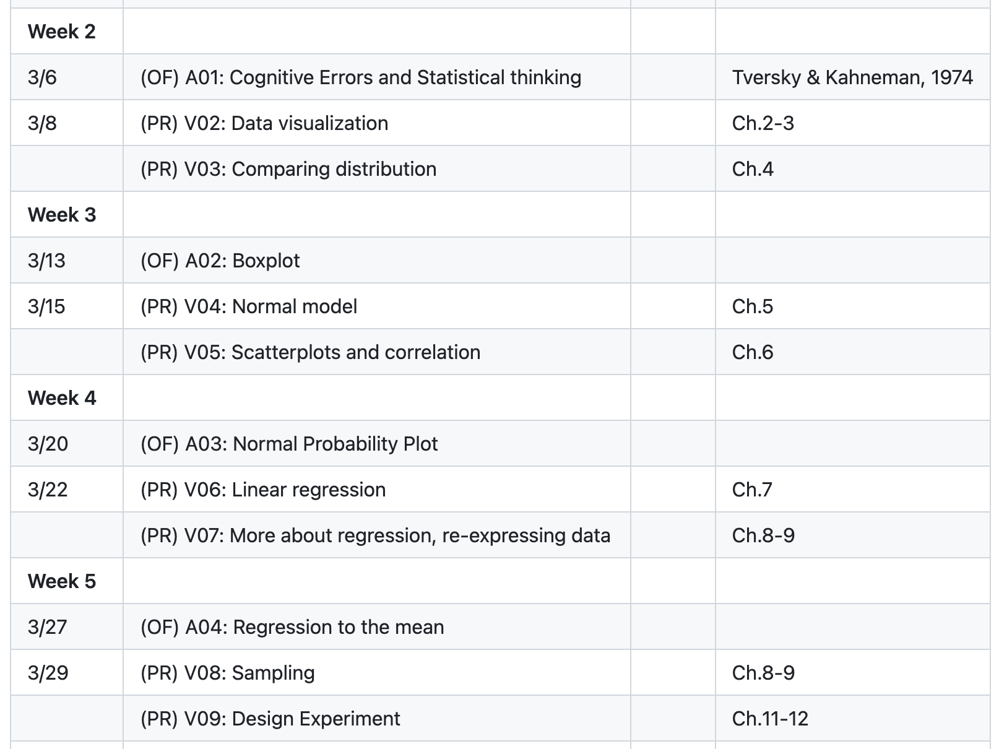 Week 2
3/6 (OF) A01: Cognitive Errors and Statistical thinking Tversky & Kahneman, 1974
3/8 (PR) V02: Data visualization Ch.2-3
(PR) V03: Comparing distribution Ch.4
Week 3
3/13 (OF) A02: Boxplot
3/15 (PR) V04: Normal model Ch.5
(PR) V05: Scatterplots and correlation Ch.6
Week 4
3/20 (OF) A03: Normal Probability Plot
3/22 (PR) V06: Linear regression Ch.7
(PR) V07: More about regression, re-expressing data Ch.8-9
Week 5
3/27 (OF) A04: Regression to the mean
3/29 (PR) V08: Sampling Ch.8-9
(PR) V09: Design Experiment Ch.11-12